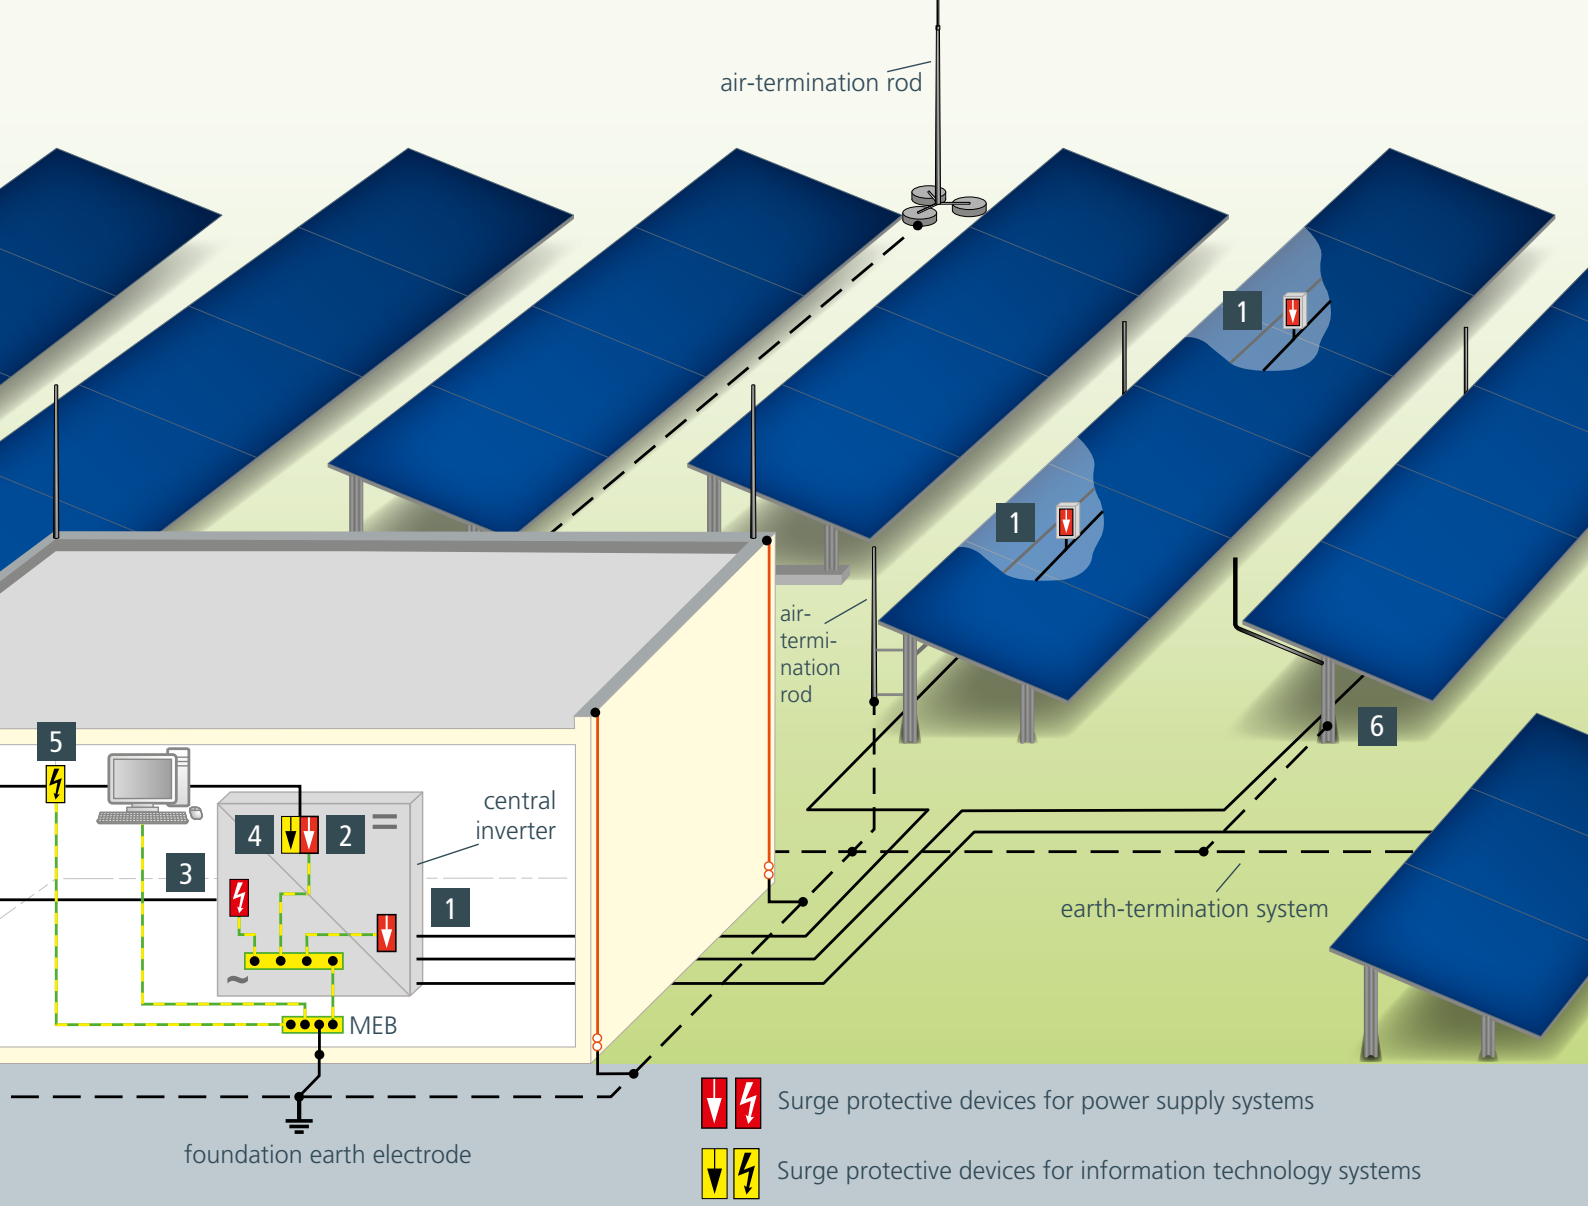 air-termination rod
1
1
air-
termi-
nation
rod
6
5
central
inverter
4
2
3
1
earth-termination system
MEB
foundation earth electrode
Surge protective devices for power supply systems
Surge protective devices for information technology systems